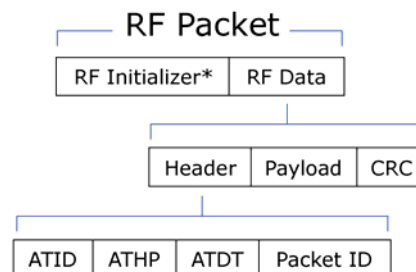 RF Packet
RF Initializer* RF Data
Header Payload CRC
ATID ATHP ATDT Packet ID